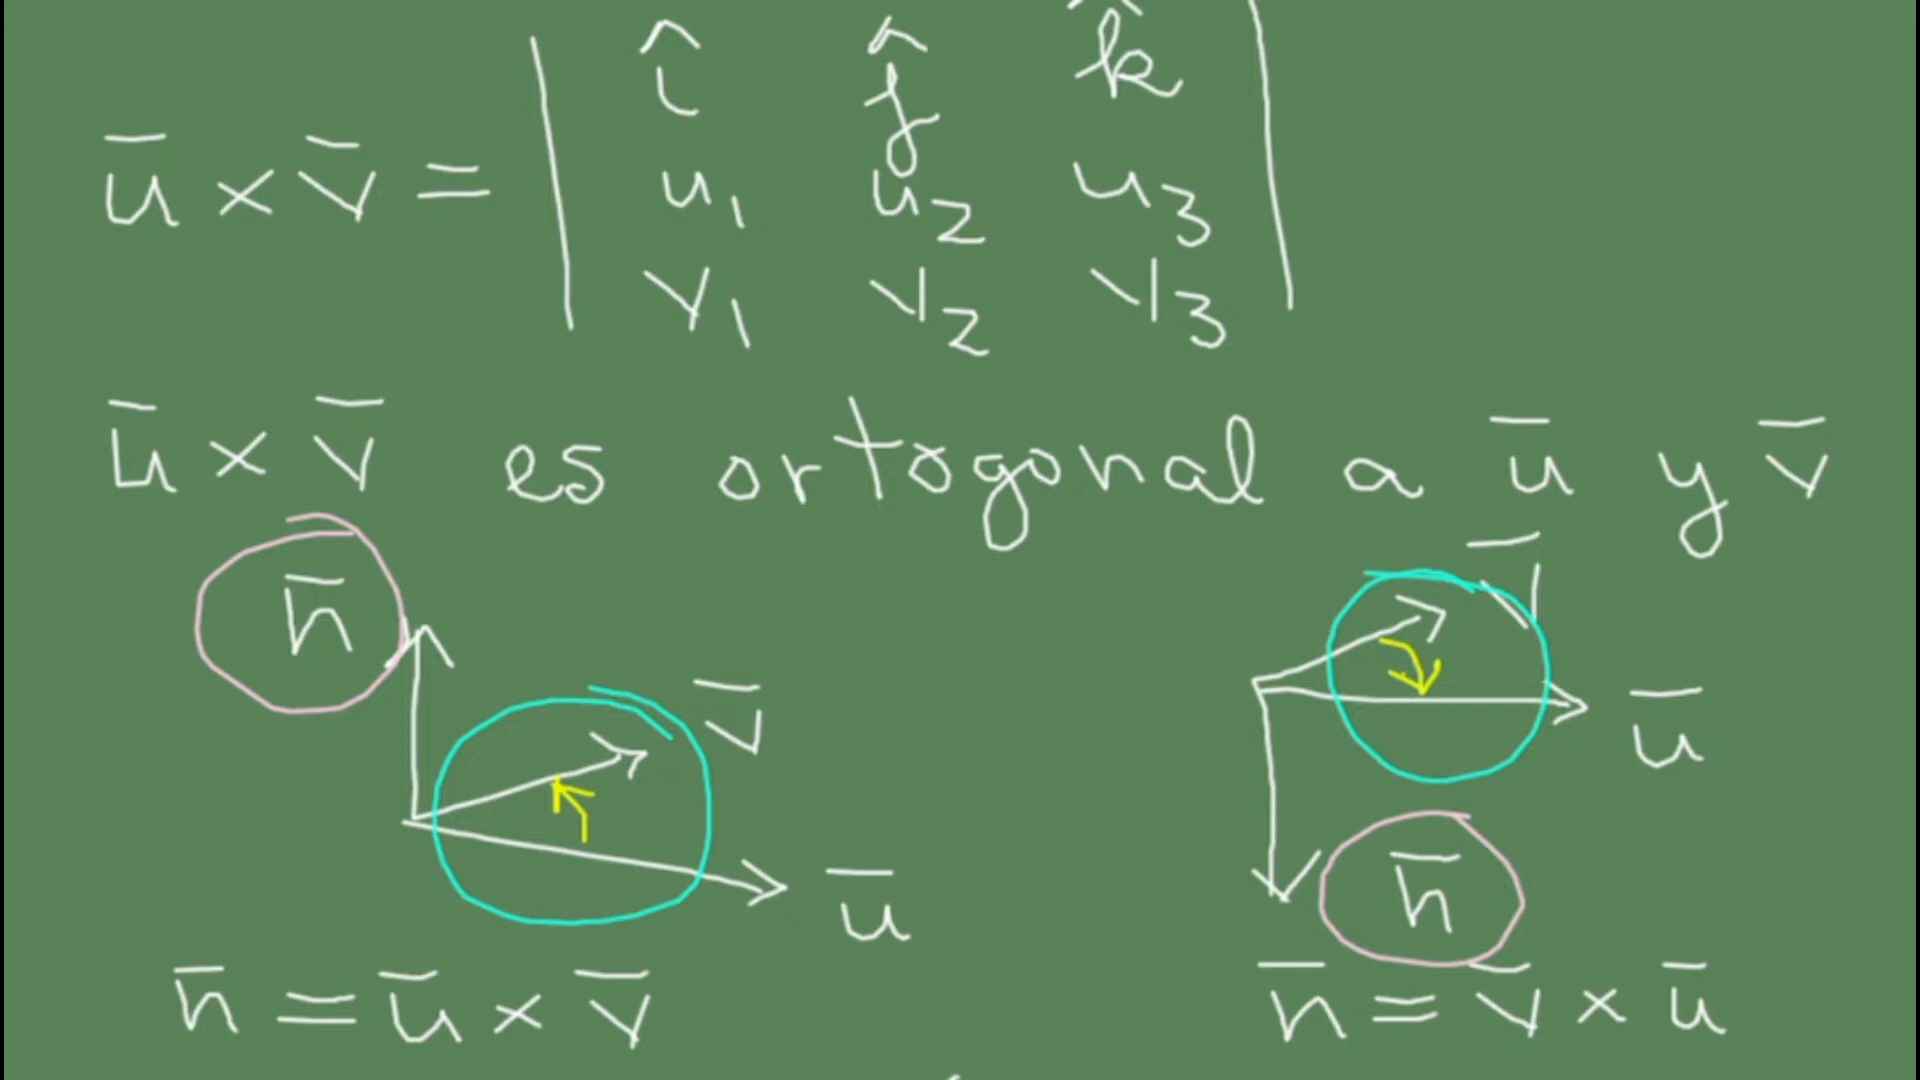 î ĵ k̂
ū × v̄ = | u₁ u₂ u₃ |
v₁ v₂ v₃
ū × v̄ es ortogonal a ū y v̄
n̄ v̄ ū
v̄ ū n̄
n̄ = ū × v̄
n̄ = v̄ × ū